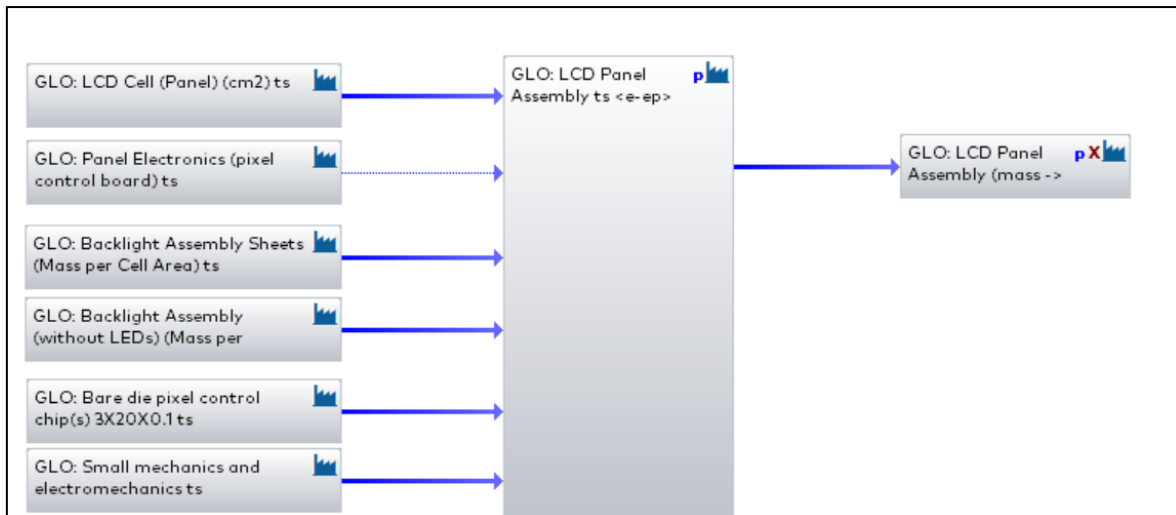 GLO: LCD Cell (Panel) (cm2) ts
GLO: Panel Electronics (pixel
control board) ts
GLO: Backlight Assembly Sheets
(Mass per Cell Area) ts
GLO: Backlight Assembly
(without LEDs) (Mass per
GLO: Bare die pixel control
chip(s) 3X20X0.1 ts
GLO: Small mechanics and
electromechanics ts
GLO: LCD Panel p
Assembly ts <e-ep>
GLO: LCD Panel p X
Assembly (mass ->